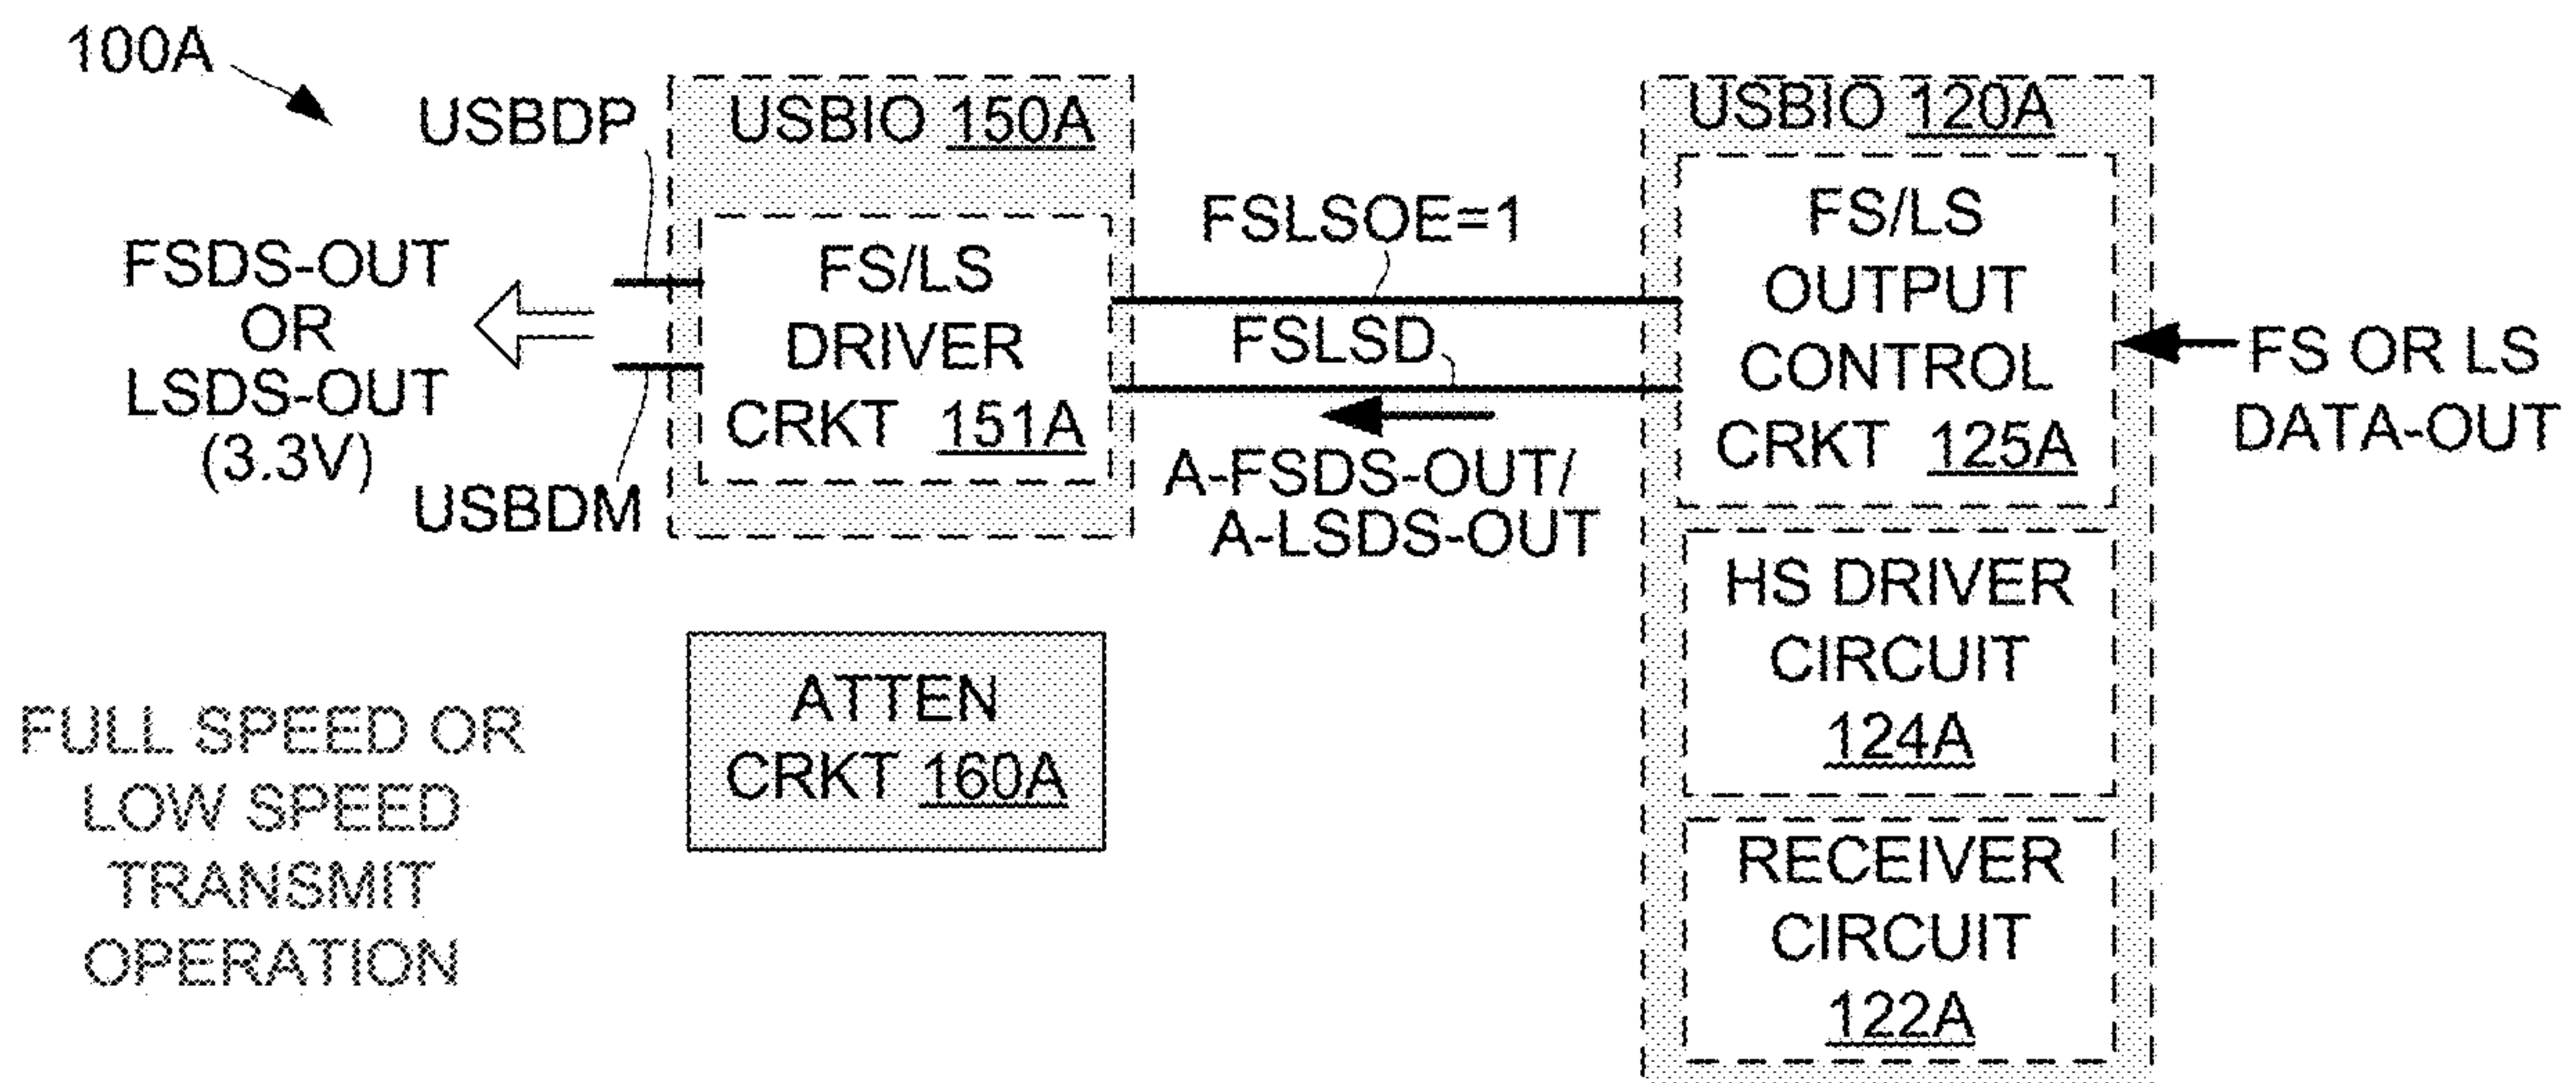 100A
USBDP
FSDS-OUT
OR
LSDS-OUT
(3.3V)
USBDM
USBIO 150A
FS/LS
DRIVER
CRKT 151A
FSLSOE=1
FSLSD
A-FSDS-OUT/
A-LSDS-OUT
USBIO 120A
FS/LS
OUTPUT
CONTROL
CRKT 125A
FS OR LS
DATA-OUT
HS DRIVER
CIRCUIT
124A
RECEIVER
CIRCUIT
122A
ATTEN
CRKT 160A
FULL SPEED OR
LOW SPEED
TRANSMIT
OPERATION